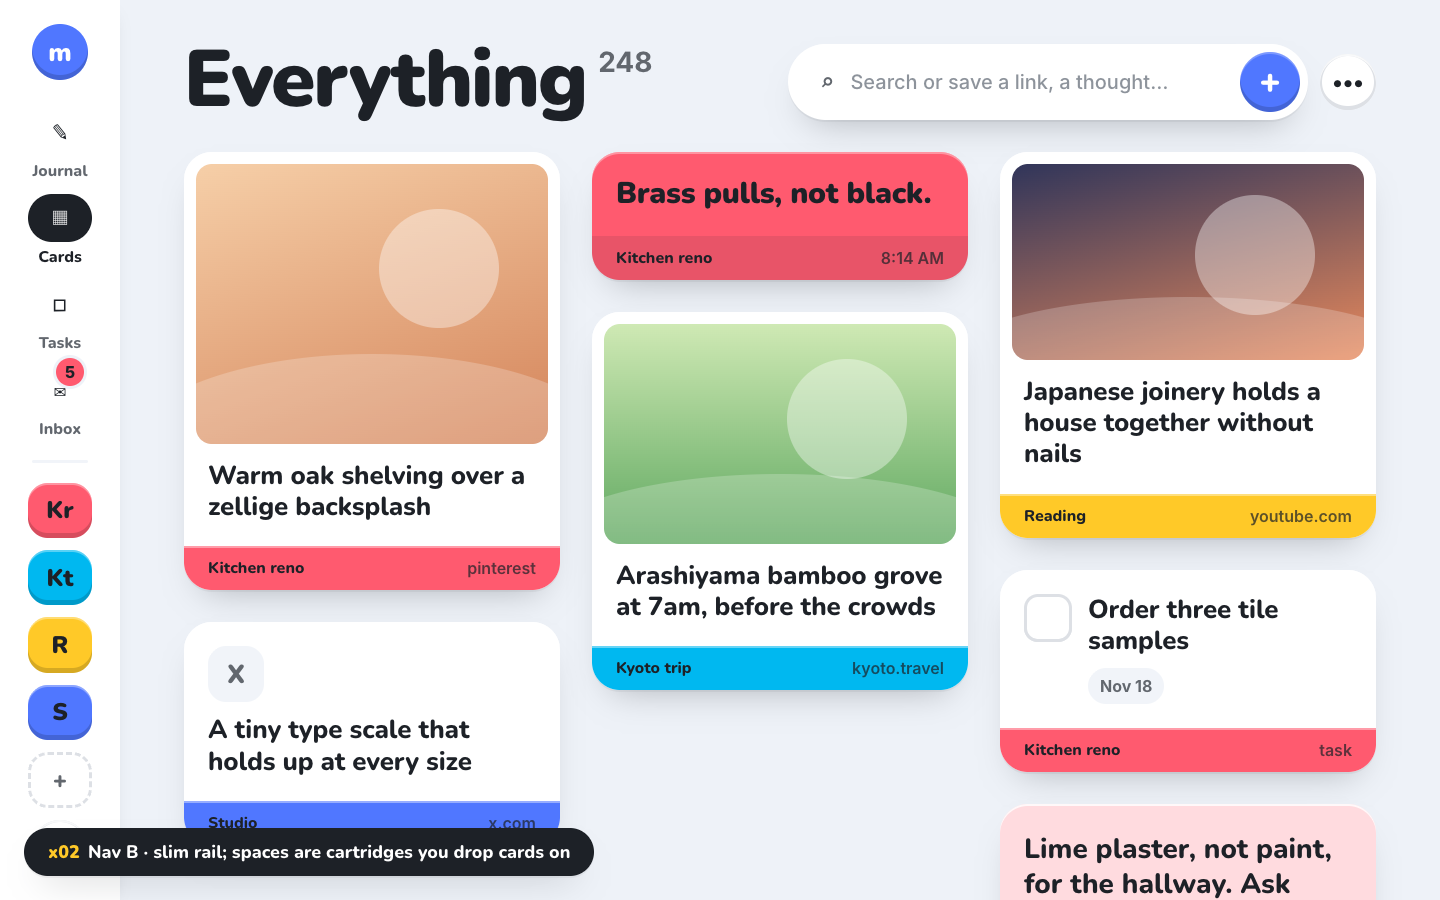 m
Journal
Cards
Tasks
5
Inbox
Kr
Kt
R
S
+
Everything 248
Search or save a link, a thought...
+
Warm oak shelving over a
zellige backsplash
Kitchen reno pinterest
X
A tiny type scale that
holds up at every size
Studio x.com
Brass pulls, not black.
Kitchen reno 8:14 AM
Arashiyama bamboo grove
at 7am, before the crowds
Kyoto trip kyoto.travel
Japanese joinery holds a
house together without
nails
Reading youtube.com
Order three tile
samples
Nov 18
Kitchen reno task
Lime plaster, not paint,
for the hallway. Ask
x02 Nav B · slim rail; spaces are cartridges you drop cards on